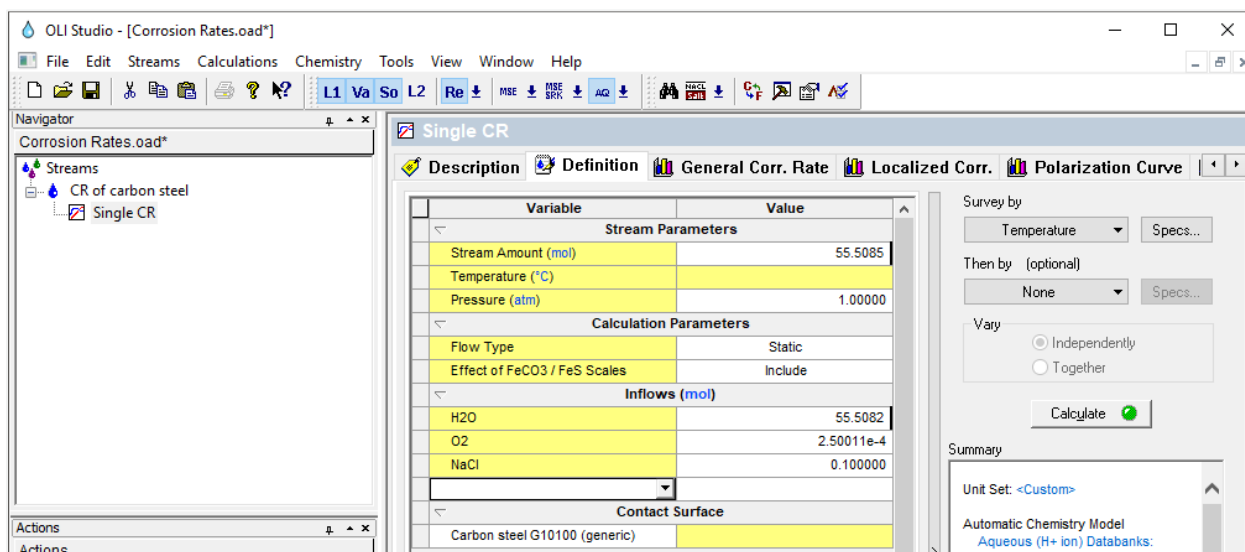 OLI Studio - [Corrosion Rates.oad*]
File Edit Streams Calculations Chemistry Tools View Window Help
L1 Va So L2 Re MSE MSE SRK AQ NACL Salt C F
Navigator
Corrosion Rates.oad*
Streams
CR of carbon steel
Single CR
Actions
Actions
Single CR
Description Definition General Corr. Rate Localized Corr. Polarization Curve
Variable Value
Stream Parameters
Stream Amount (mol) 55.5085
Temperature (°C)
Pressure (atm) 1.00000
Calculation Parameters
Flow Type Static
Effect of FeCO3 / FeS Scales Include
Inflows (mol)
H2O 55.5082
O2 2.50011e-4
NaCl 0.100000
Contact Surface
Carbon steel G10100 (generic)
Survey by
Temperature Specs...
Then by (optional)
None Specs...
Vary
Independently
Together
Calculate
Summary
Unit Set: <Custom>
Automatic Chemistry Model
Aqueous (H+ ion) Databanks: